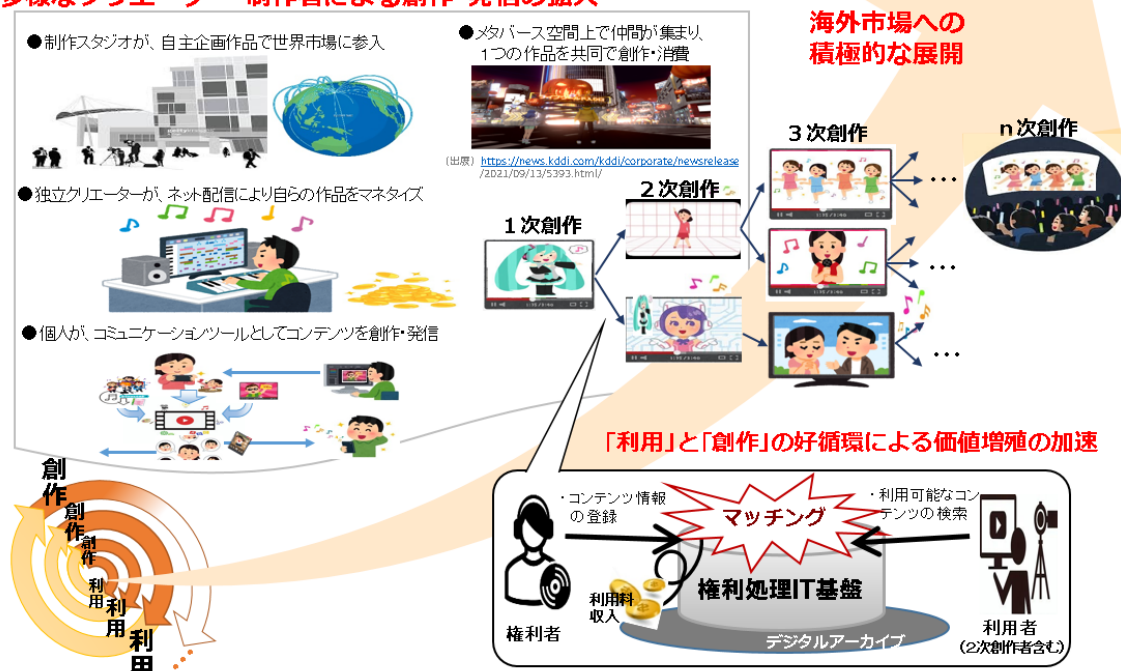 多様なクリエーター・制作者による創作・発信の拡大
●制作スタジオが、自主企画作品で世界市場に参入
●メタバース空間上で仲間が集まり、
1つの作品を共同で創作・消費
(出展) https://news.kddi.com/kddi/corporate/newsrelease
/2021/09/13/5393.html/
海外市場への
積極的な展開
●独立クリエーターが、ネット配信により自らの作品をマネタイズ
1次創作
2次創作
3次創作
n次創作
…
…
…
●個人が、コミュニケーションツールとしてコンテンツを創作・発信
創作
創作
創作
利用
利用
利用
「利用」と「創作」の好循環による価値増殖の加速
・コンテンツ情報
の登録
マッチング
・利用可能なコン
テンツの検索
権利処理IT基盤
利用料
収入
デジタルアーカイブ
権利者
利用者
(2次創作者含む)